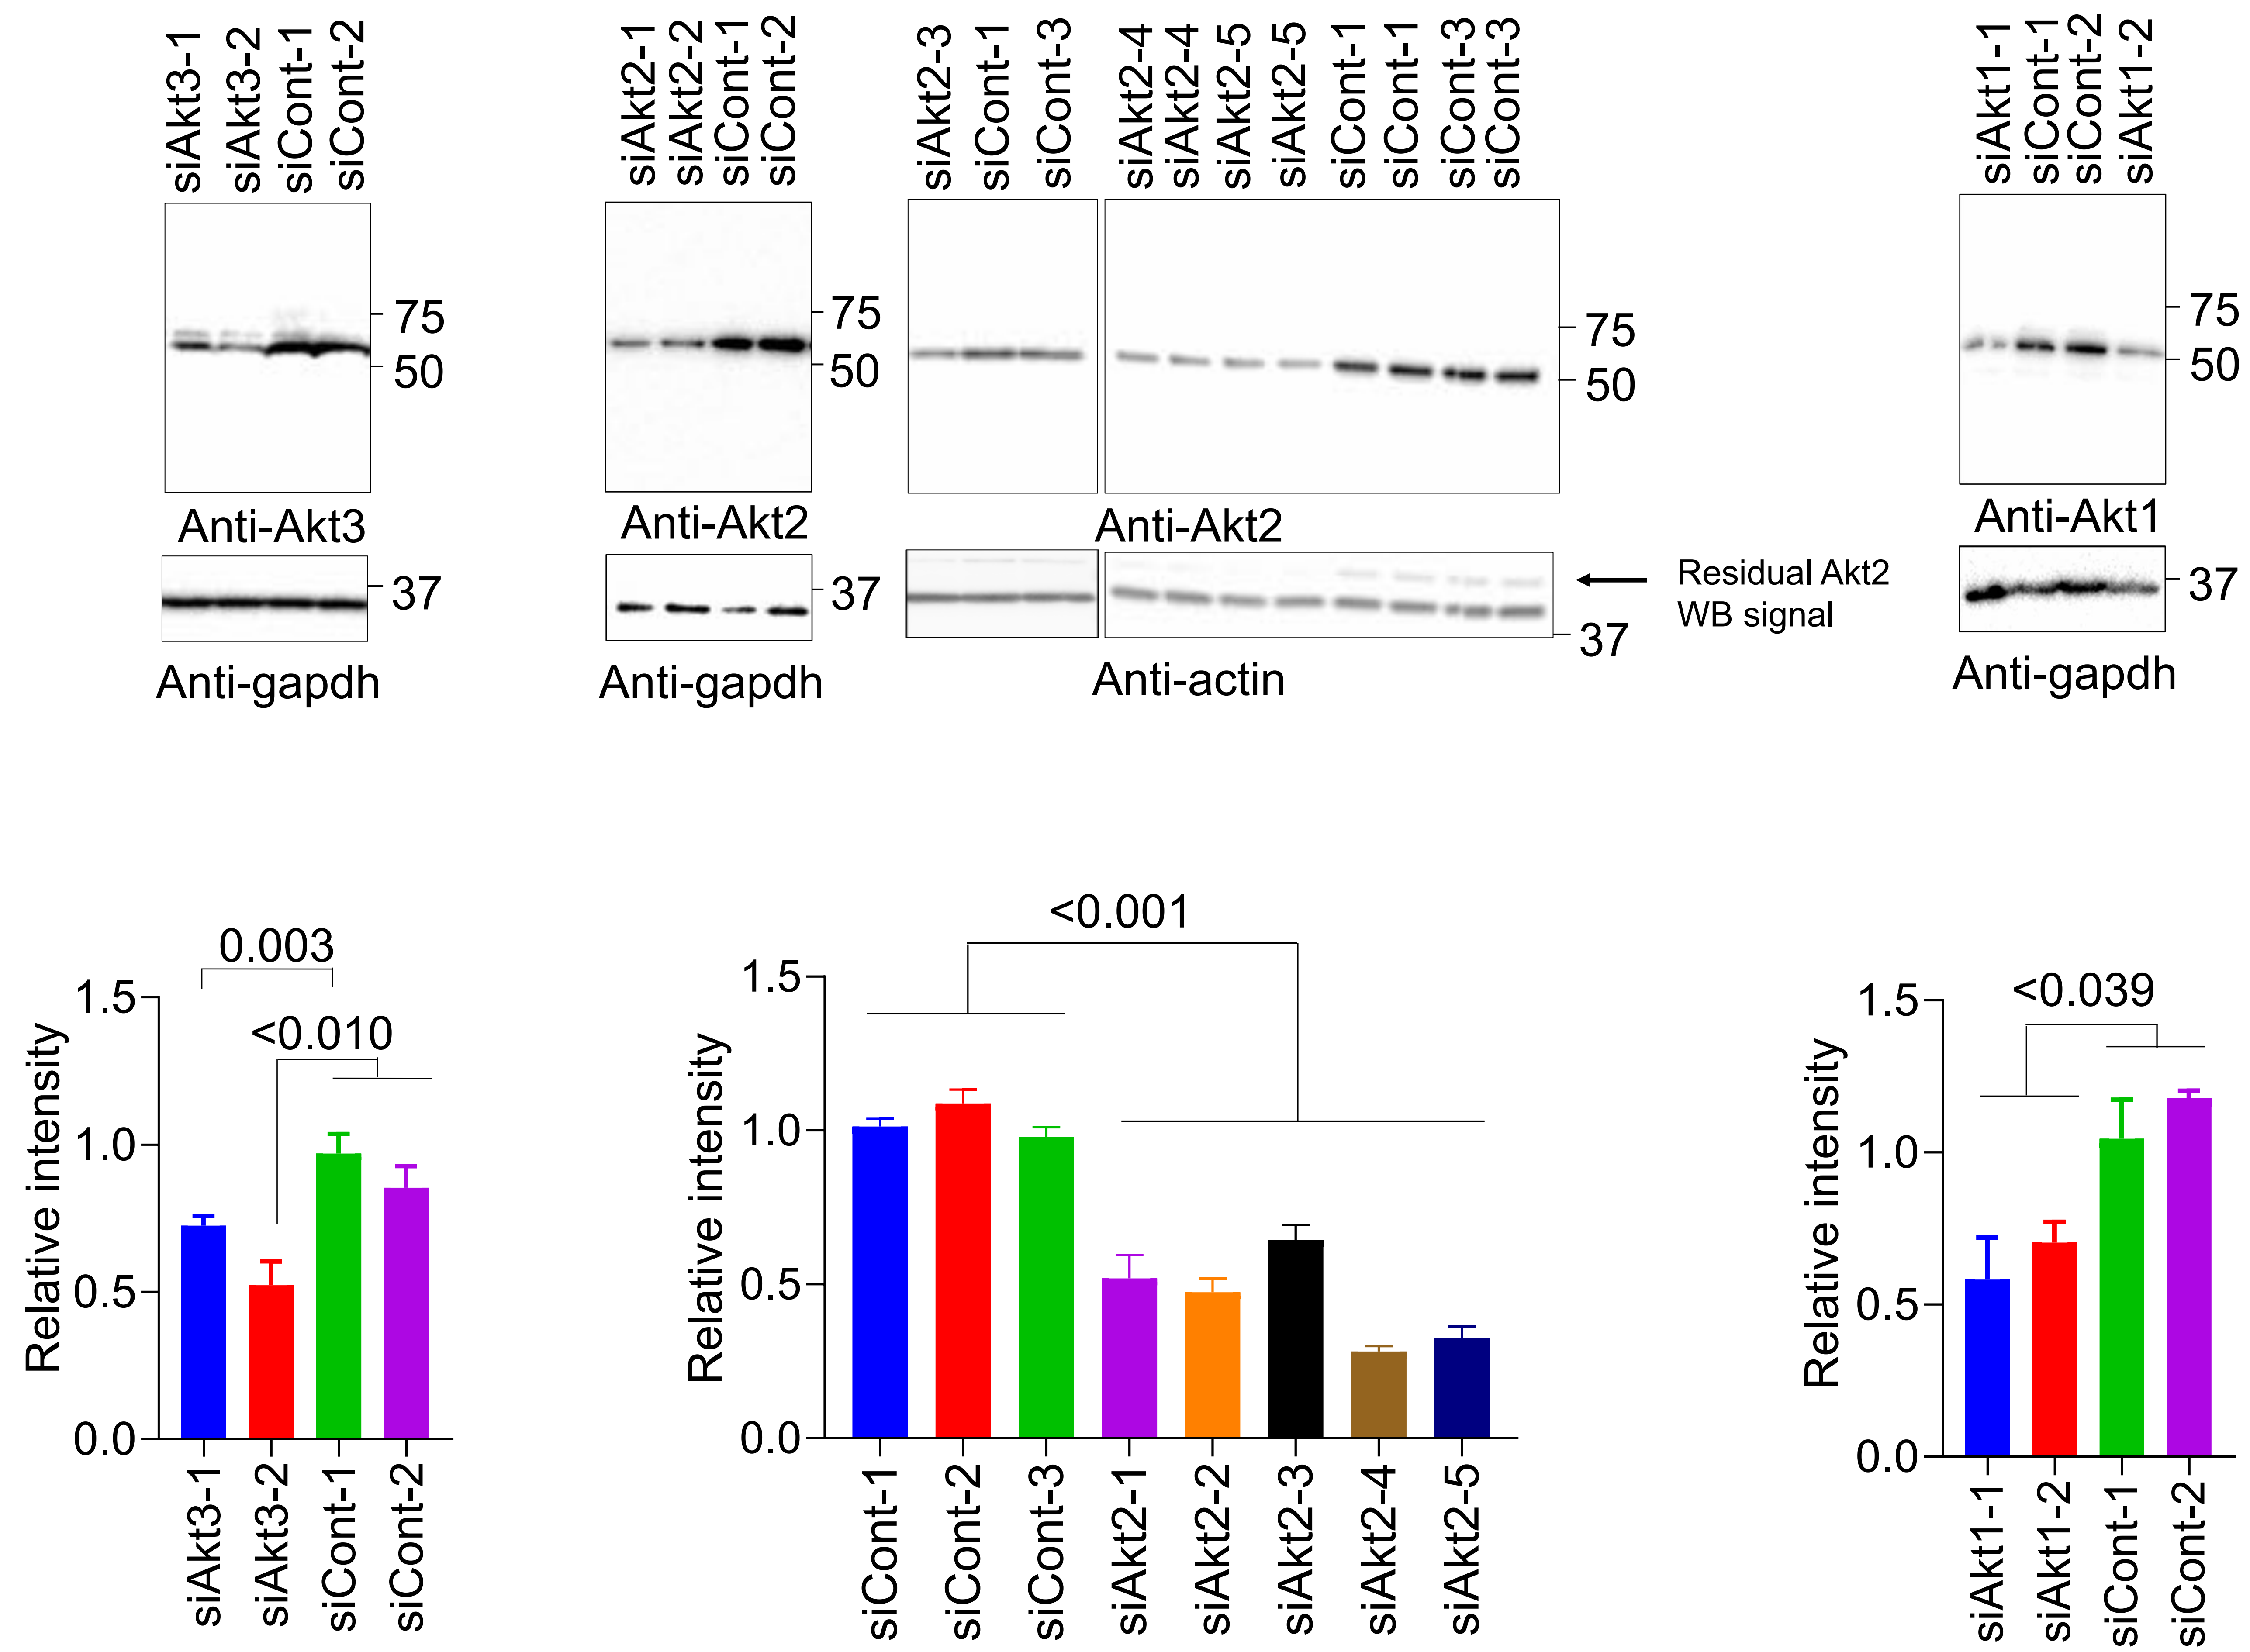 siAkt3-1
siAkt3-2
siCont-1
siCont-2
75
50
Anti-Akt3
37
Anti-gapdh
siAkt2-1
siAkt2-2
siCont-1
siCont-2
75
50
Anti-Akt2
37
Anti-gapdh
siAkt2-3
siCont-1
siCont-3
siAkt2-4
siAkt2-4
siAkt2-5
siAkt2-5
siCont-1
siCont-1
siCont-3
siCont-3
75
50
Anti-Akt2
37
Anti-actin
Residual Akt2
WB signal
siAkt1-1
siCont-1
siCont-2
siAkt1-2
75
50
Anti-Akt1
37
Anti-gapdh
0.003
<0.010
Relative intensity
1.5
1.0
0.5
0.0
siAkt3-1
siAkt3-2
siCont-1
siCont-2
<0.001
Relative intensity
1.5
1.0
0.5
0.0
siCont-1
siCont-2
siCont-3
siAkt2-1
siAkt2-2
siAkt2-3
siAkt2-4
siAkt2-5
<0.039
Relative intensity
1.5
1.0
0.5
0.0
siAkt1-1
siAkt1-2
siCont-1
siCont-2